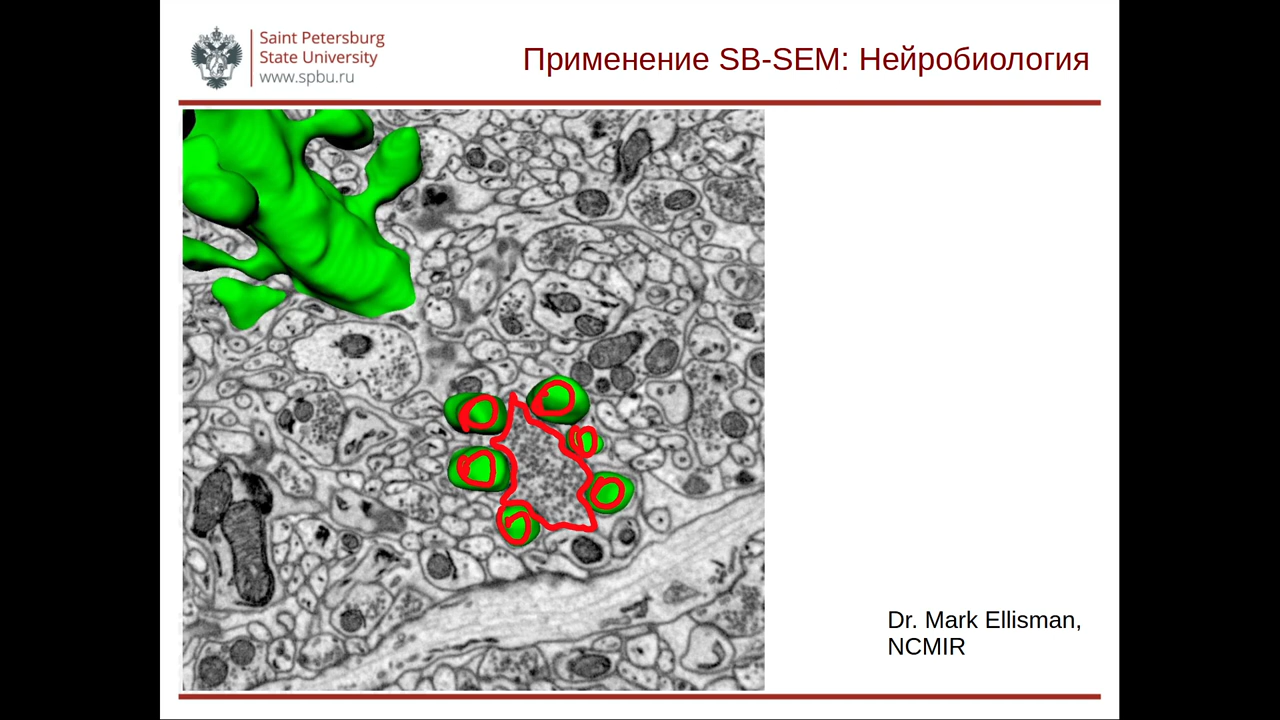 Saint Petersburg
State University
www.spbu.ru
Применение SB-SEM: Нейробиология
Dr. Mark Ellisman,
NCMIR